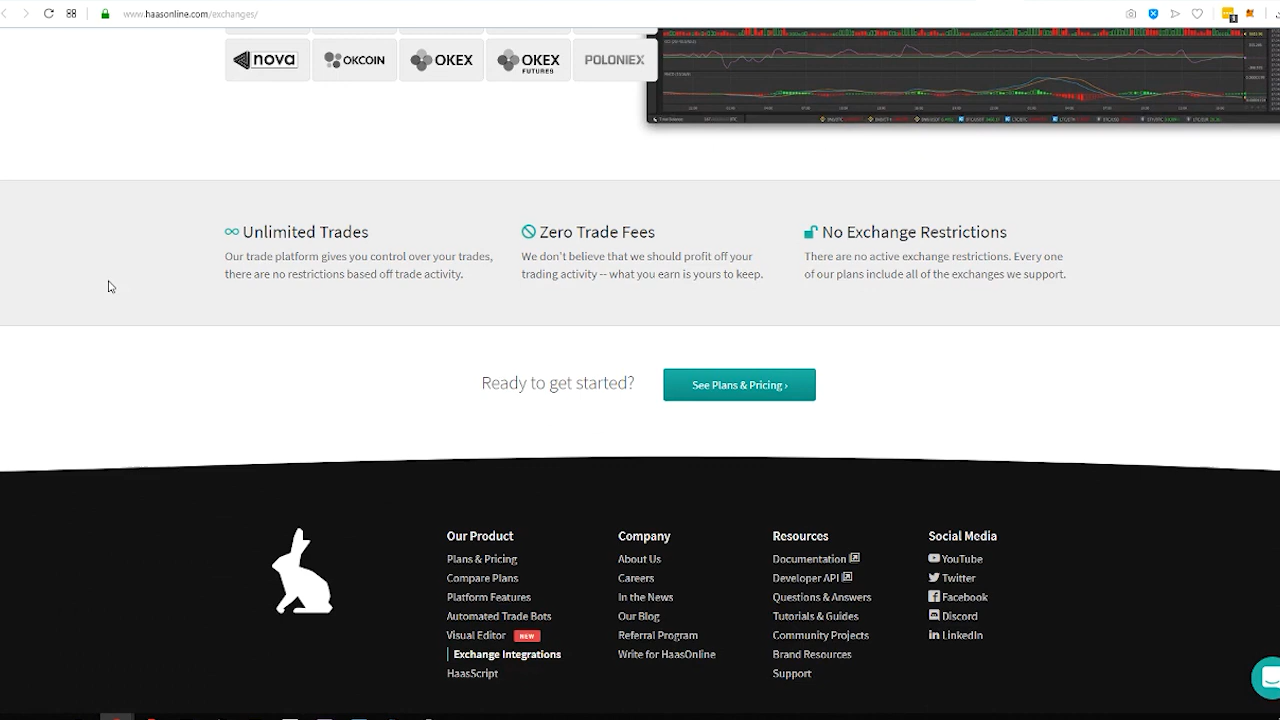 www.haasonline.com/exchanges/
nova
OKCOIN
OKEX
OKEX
FUTURES
POLONIEX
Unlimited Trades
Our trade platform gives you control over your trades,
there are no restrictions based off trade activity.
Zero Trade Fees
We don't believe that we should profit off your
trading activity -- what you earn is yours to keep.
No Exchange Restrictions
There are no active exchange restrictions. Every one
of our plans include all of the exchanges we support.
Ready to get started?
See Plans & Pricing ›
Our Product
Plans & Pricing
Compare Plans
Platform Features
Automated Trade Bots
Visual Editor NEW
Exchange Integrations
HaasScript
Company
About Us
Careers
In the News
Our Blog
Referral Program
Write for HaasOnline
Resources
Documentation
Developer API
Questions & Answers
Tutorials & Guides
Community Projects
Brand Resources
Support
Social Media
YouTube
Twitter
Facebook
Discord
LinkedIn